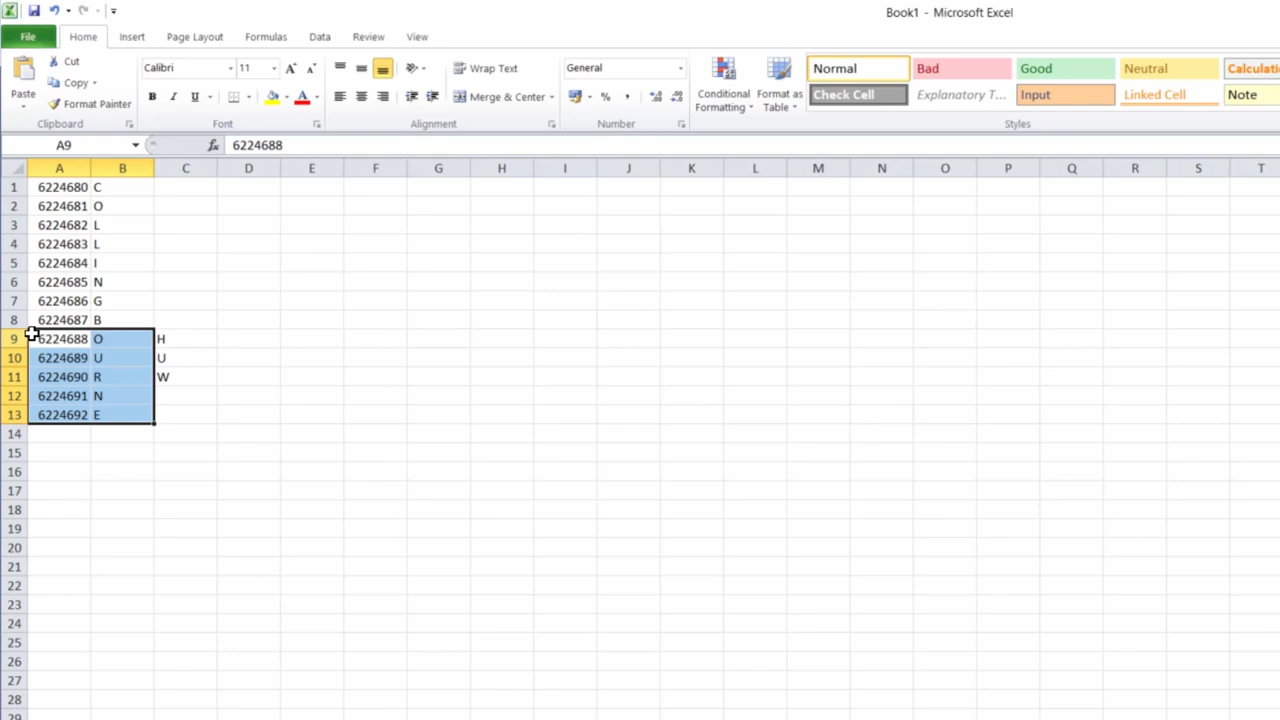 Book1 - Microsoft Excel
File Home Insert Page Layout Formulas Data Review View
Paste
Cut
Copy
Format Painter
Clipboard
Calibri 11 A A
B I U A
Font
Wrap Text
Merge & Center
Alignment
General
% ,
Number
Conditional Formatting
Format as Table
Normal Bad Good Neutral Calculati
Check Cell Explanatory T... Input Linked Cell Note
Styles
A9 fx 6224688
A B C D E F G H I J K L M N O P Q R S T
1 6224680 C
2 6224681 O
3 6224682 L
4 6224683 L
5 6224684 I
6 6224685 N
7 6224686 G
8 6224687 B
9 6224688 O H
10 6224689 U U
11 6224690 R W
12 6224691 N
13 6224692 E
14
15
16
17
18
19
20
21
22
23
24
25
26
27
28
29